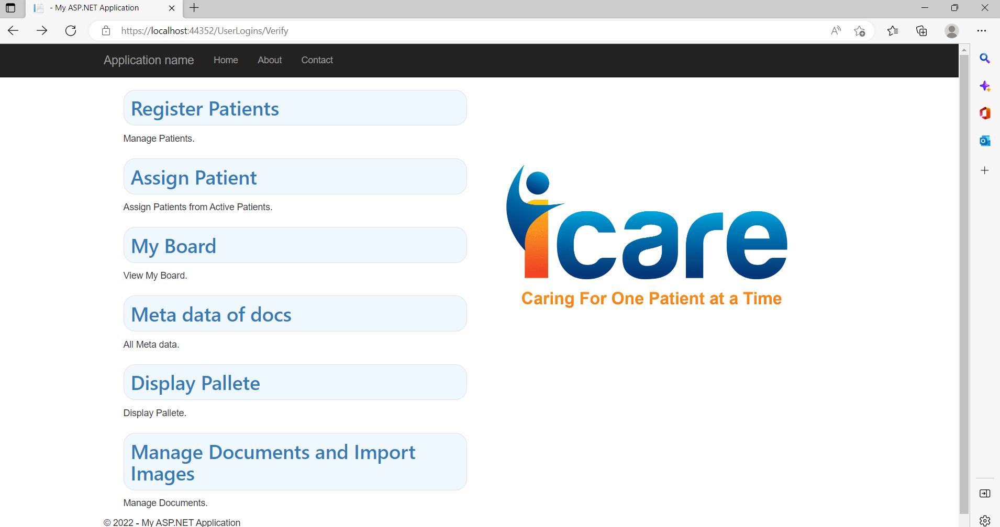 - My ASP.NET Application
https://localhost:44352/UserLogins/Verify
Application name Home About Contact
Register Patients
Manage Patients.
Assign Patient
Assign Patients from Active Patients.
My Board
View My Board.
Meta data of docs
All Meta data.
Display Pallete
Display Pallete.
Manage Documents and Import
Images
Manage Documents.
© 2022 - My ASP.NET Application
icare
Caring For One Patient at a Time